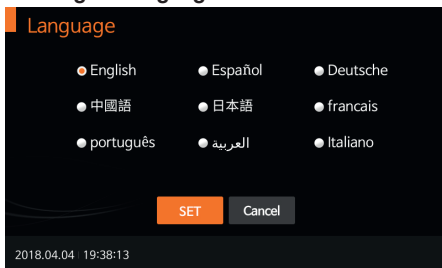 Language
English Español Deutsche
中國語 日本語 francais
português العربية Italiano
SET Cancel
2018.04.04 19:38:13